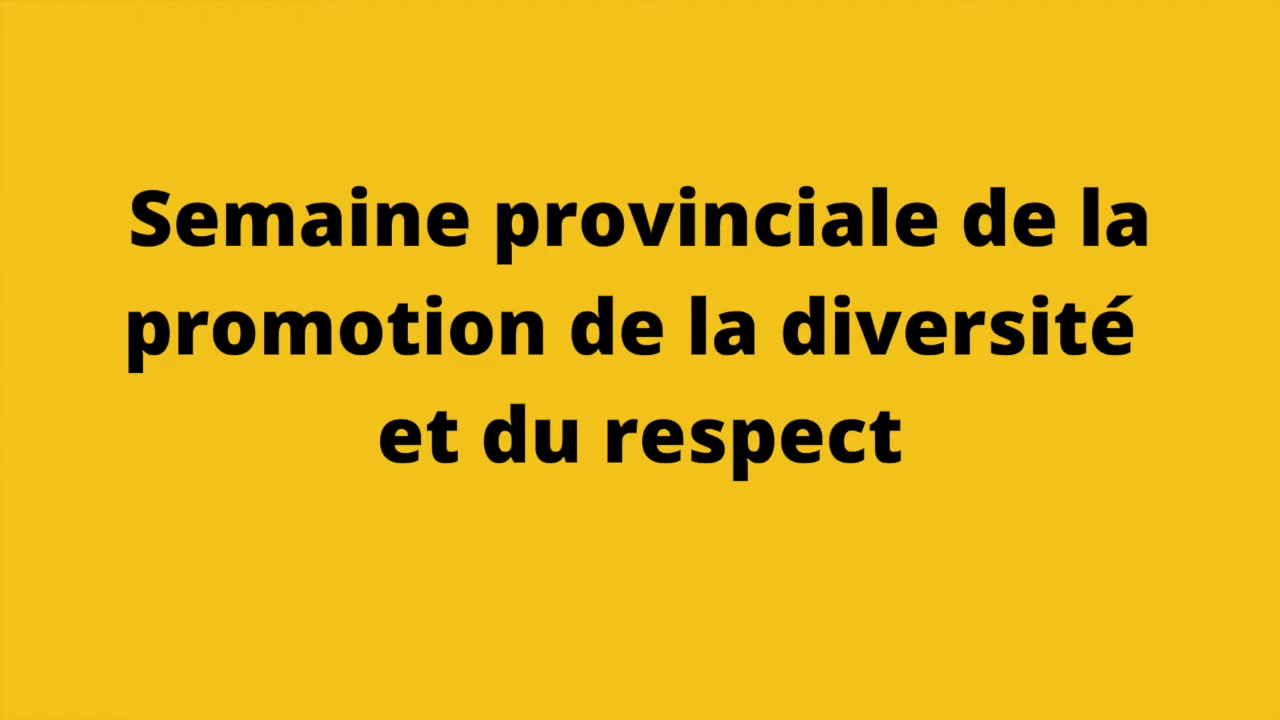 Semaine provinciale de la
promotion de la diversité
et du respect